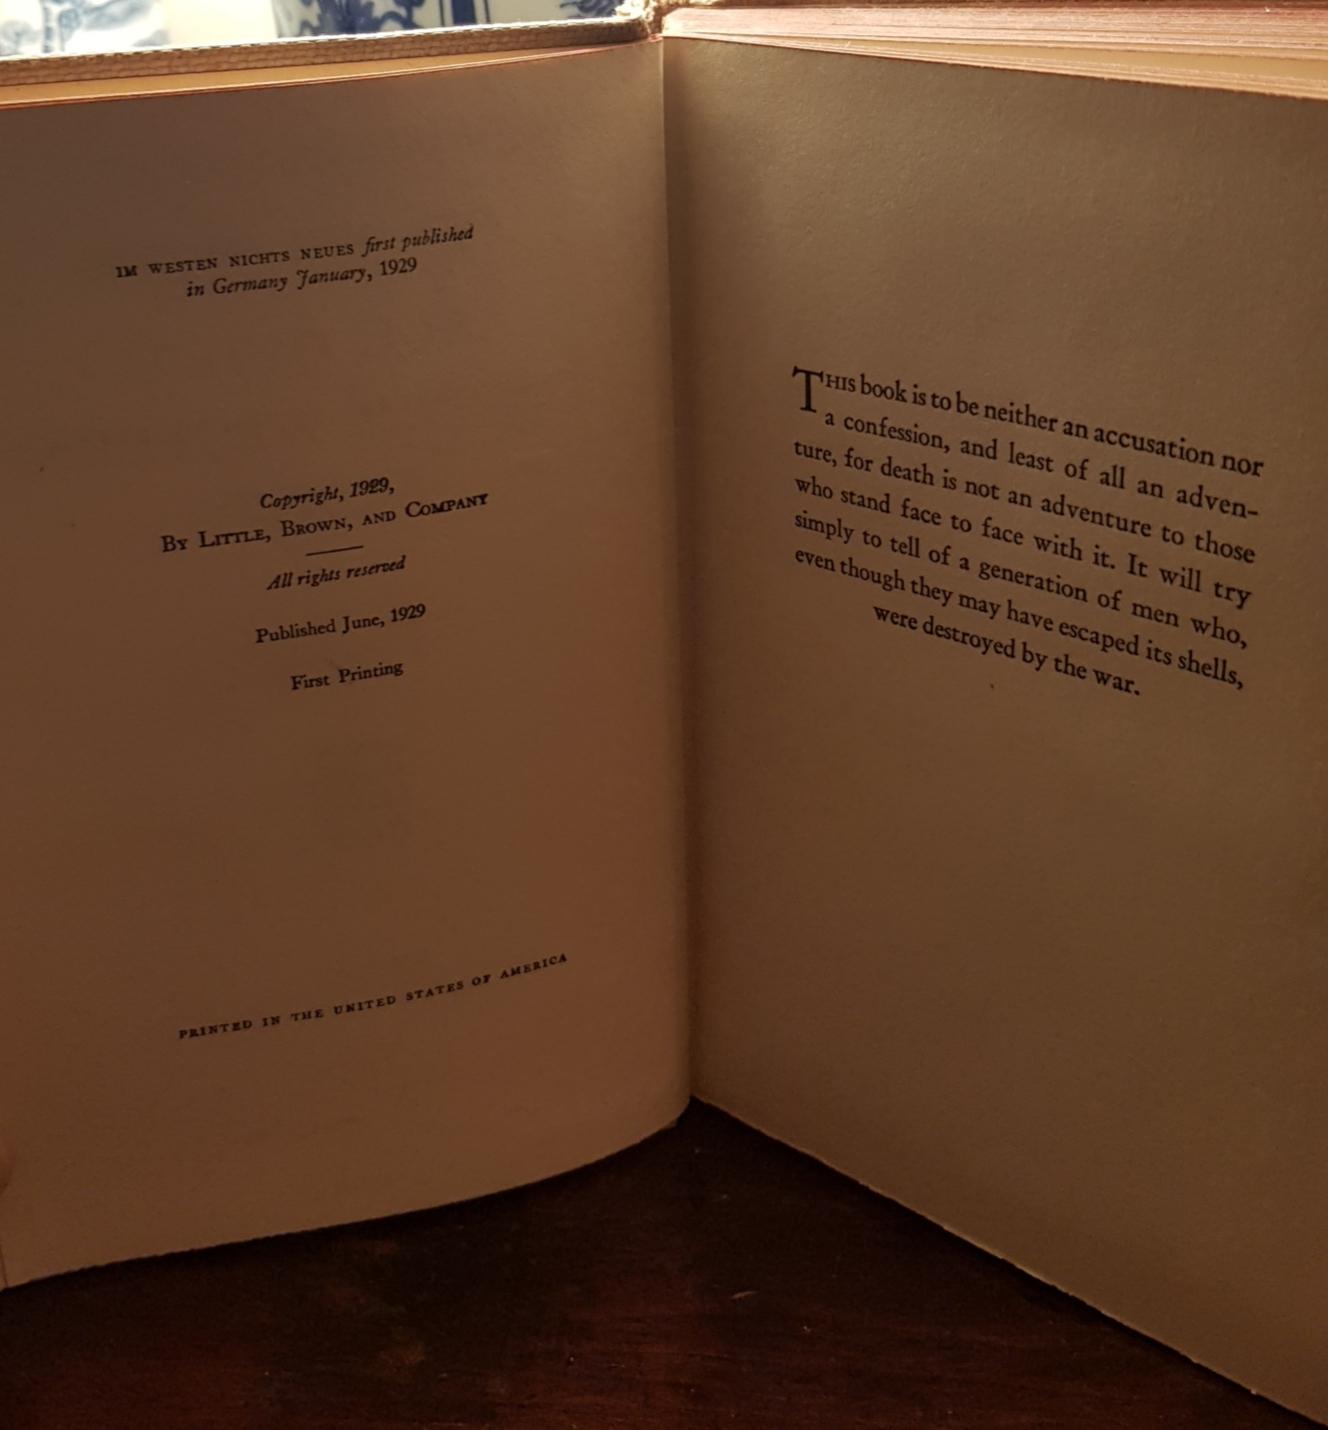 IM WESTEN NICHTS NEUES first published
in Germany January, 1929
Copyright, 1929,
By Little, Brown, and Company
All rights reserved
Published June, 1929
First Printing
PRINTED IN THE UNITED STATES OF AMERICA
THIS book is to be neither an accusation nor
a confession, and least of all an adven-
ture, for death is not an adventure to those
who stand face to face with it. It will try
simply to tell of a generation of men who,
even though they may have escaped its shells,
were destroyed by the war.